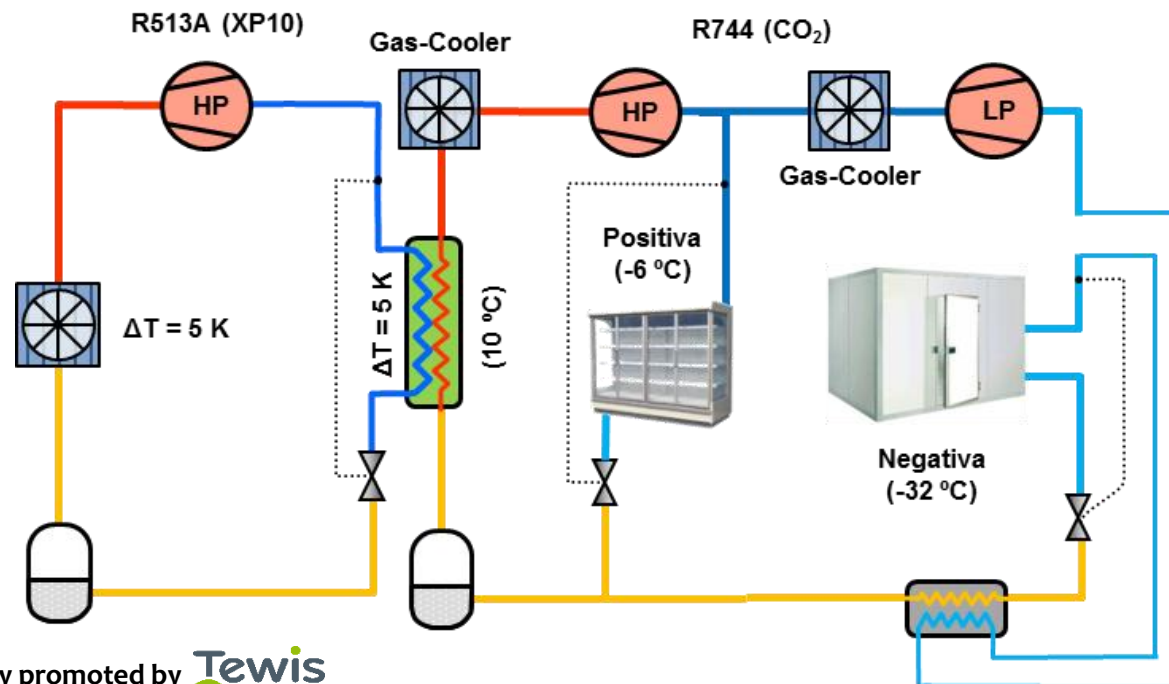 R513A (XP10)
Gas-Cooler
R744 (CO₂)
HP
HP
LP
Gas-Cooler
Positiva
(-6 ºC)
ΔT = 5 K
ΔT = 5 K
(10 ºC)
Negativa
(-32 ºC)
promoted by Tewis